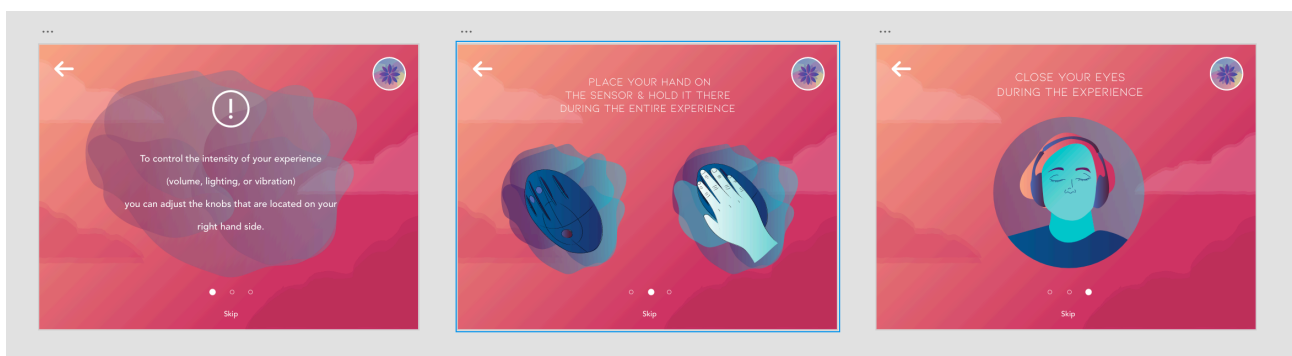 To control the intensity of your experience
(volume, lighting, or vibration)
you can adjust the knobs that are located on your
right hand side.
Skip
PLACE YOUR HAND ON
THE SENSOR & HOLD IT THERE
DURING THE ENTIRE EXPERIENCE
Skip
CLOSE YOUR EYES
DURING THE EXPERIENCE
Skip